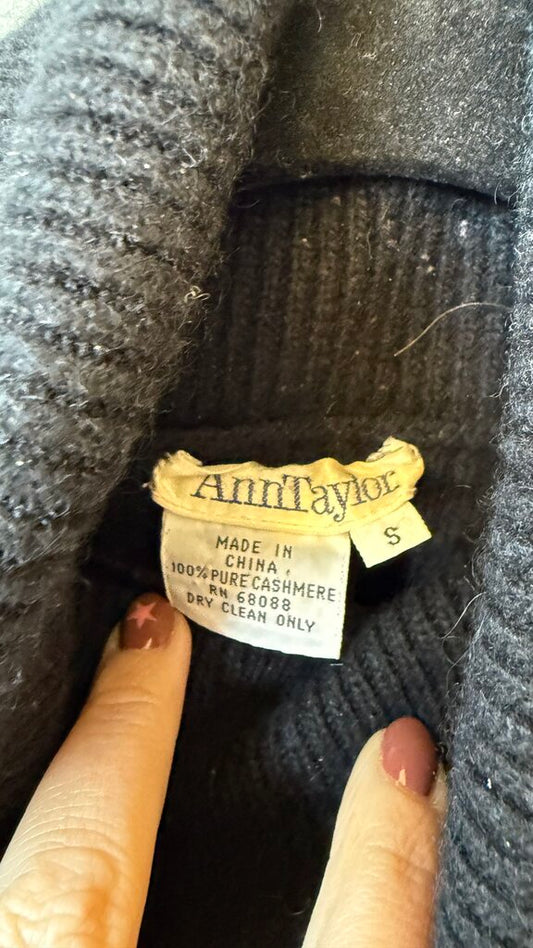 AnnTaylor
S
MADE IN
CHINA
100% PURE CASHMERE
RN 68088
DRY CLEAN ONLY